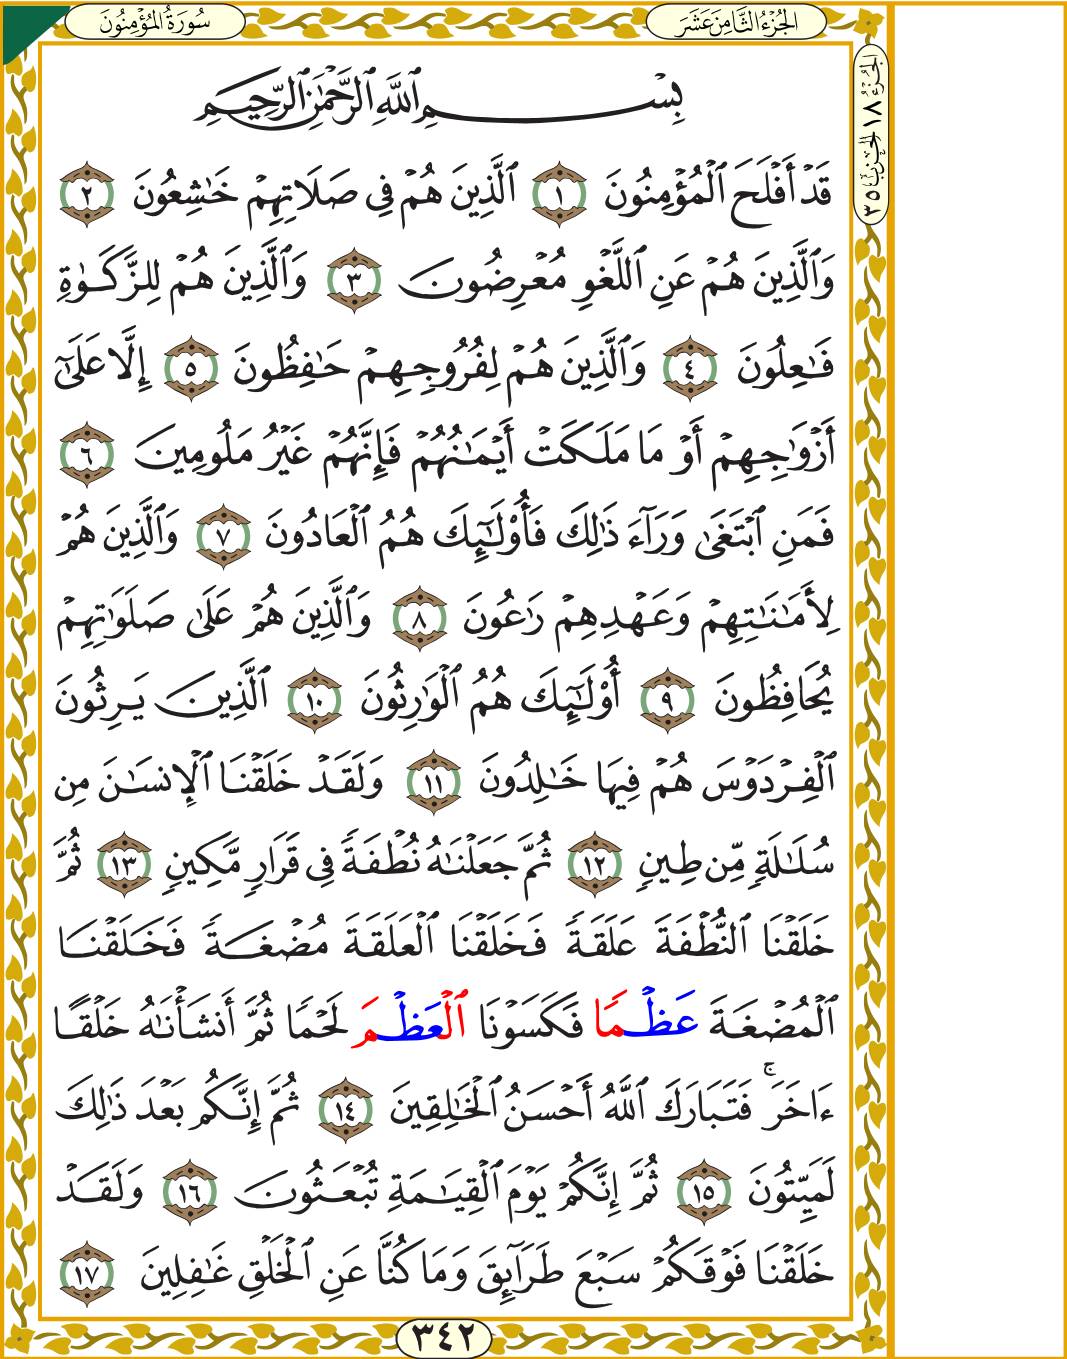 سُورَةُ المُؤْمِنُونَ
الجُزْءُ الثَّامِنَ عَشَرَ
الجُزْءُ ١٨ الحِزْبُ ٣٥
بِسْمِ ٱللَّهِ ٱلرَّحْمَٰنِ ٱلرَّحِيمِ
قَدْ أَفْلَحَ ٱلْمُؤْمِنُونَ ١ ٱلَّذِينَ هُمْ فِى صَلَاتِهِمْ خَٰشِعُونَ ٢
وَٱلَّذِينَ هُمْ عَنِ ٱللَّغْوِ مُعْرِضُونَ ٣ وَٱلَّذِينَ هُمْ لِلزَّكَوٰةِ
فَٰعِلُونَ ٤ وَٱلَّذِينَ هُمْ لِفُرُوجِهِمْ حَٰفِظُونَ ٥ إِلَّا عَلَىٰٓ
أَزْوَٰجِهِمْ أَوْ مَا مَلَكَتْ أَيْمَٰنُهُمْ فَإِنَّهُمْ غَيْرُ مَلُومِينَ ٦
فَمَنِ ٱبْتَغَىٰ وَرَآءَ ذَٰلِكَ فَأُو۟لَٰٓئِكَ هُمُ ٱلْعَادُونَ ٧ وَٱلَّذِينَ هُمْ
لِأَمَٰنَٰتِهِمْ وَعَهْدِهِمْ رَٰعُونَ ٨ وَٱلَّذِينَ هُمْ عَلَىٰ صَلَوَٰتِهِمْ
يُحَافِظُونَ ٩ أُو۟لَٰٓئِكَ هُمُ ٱلْوَٰرِثُونَ ١٠ ٱلَّذِينَ يَرِثُونَ
ٱلْفِرْدَوْسَ هُمْ فِيهَا خَٰلِدُونَ ١١ وَلَقَدْ خَلَقْنَا ٱلْإِنسَٰنَ مِن
سُلَٰلَةٍ مِّن طِينٍ ١٢ ثُمَّ جَعَلْنَٰهُ نُطْفَةً فِى قَرَارٍ مَّكِينٍ ١٣ ثُمَّ
خَلَقْنَا ٱلنُّطْفَةَ عَلَقَةً فَخَلَقْنَا ٱلْعَلَقَةَ مُضْغَةً فَخَلَقْنَا
ٱلْمُضْغَةَ عَظْمًا فَكَسَوْنَا ٱلْعَظْمَ لَحْمًا ثُمَّ أَنشَأْنَٰهُ خَلْقًا
ءَاخَرَ ۚ فَتَبَارَكَ ٱللَّهُ أَحْسَنُ ٱلْخَٰلِقِينَ ١٤ ثُمَّ إِنَّكُم بَعْدَ ذَٰلِكَ
لَمَيِّتُونَ ١٥ ثُمَّ إِنَّكُمْ يَوْمَ ٱلْقِيَٰمَةِ تُبْعَثُونَ ١٦ وَلَقَدْ
خَلَقْنَا فَوْقَكُمْ سَبْعَ طَرَآئِقَ وَمَا كُنَّا عَنِ ٱلْخَلْقِ غَٰفِلِينَ ١٧
٣٤٢